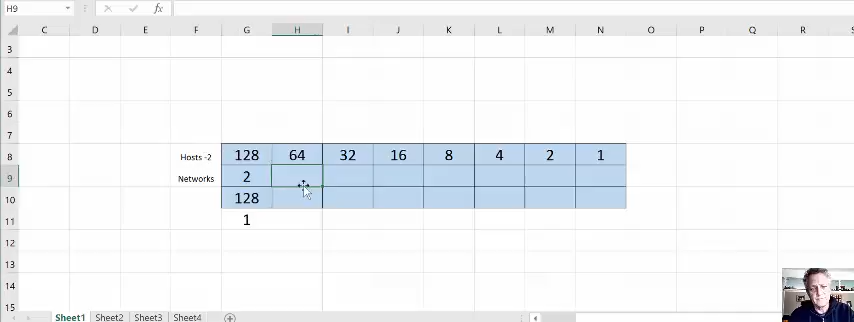 H9 fx
C D E F G H I J K L M N O P Q R S
3
4
5
6
7
8 Hosts -2 128 64 32 16 8 4 2 1
9 Networks 2
10 128
11 1
12
13
14
15
Sheet1 Sheet2 Sheet3 Sheet4